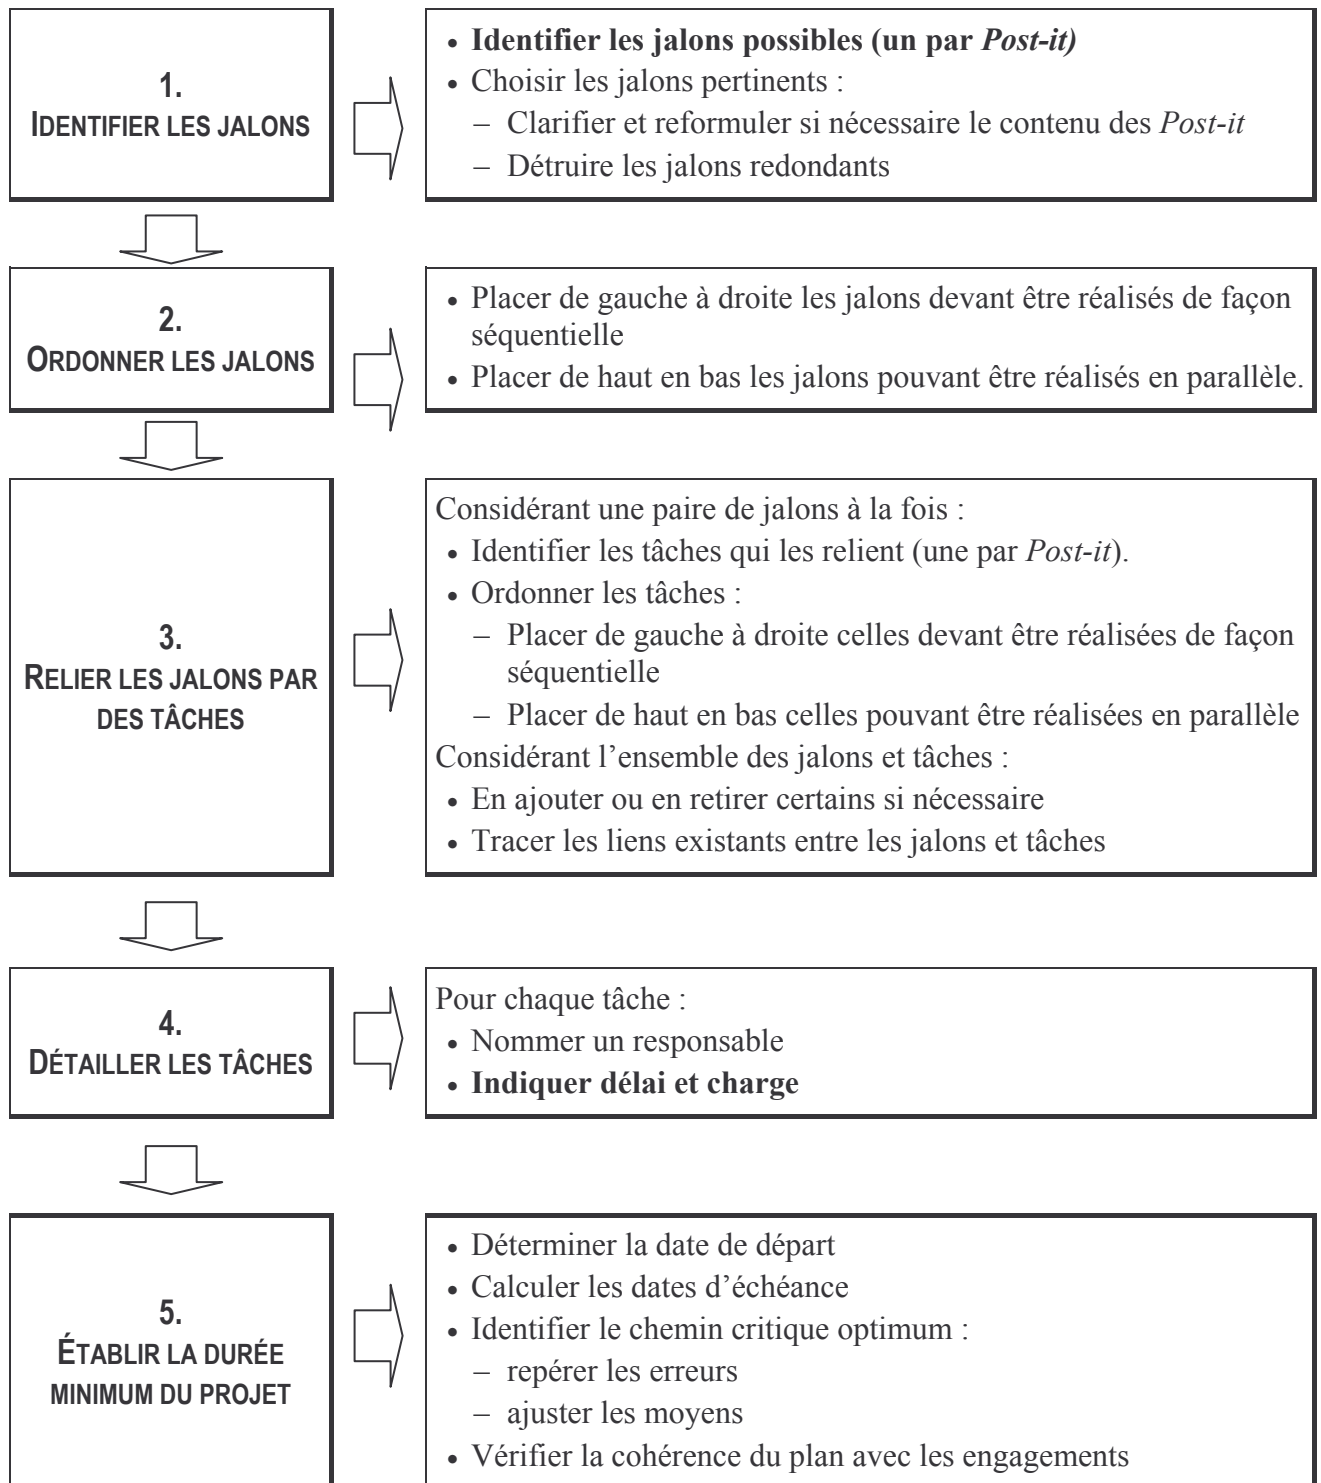 1.
IDENTIFIER LES JALONS
• Identifier les jalons possibles (un par Post-it)
• Choisir les jalons pertinents :
– Clarifier et reformuler si nécessaire le contenu des Post-it
– Détruire les jalons redondants
2.
ORDONNER LES JALONS
• Placer de gauche à droite les jalons devant être réalisés de façon
séquentielle
• Placer de haut en bas les jalons pouvant être réalisés en parallèle.
3.
RELIER LES JALONS PAR
DES TÂCHES
Considérant une paire de jalons à la fois :
• Identifier les tâches qui les relient (une par Post-it).
• Ordonner les tâches :
– Placer de gauche à droite celles devant être réalisées de façon
séquentielle
– Placer de haut en bas celles pouvant être réalisées en parallèle
Considérant l’ensemble des jalons et tâches :
• En ajouter ou en retirer certains si nécessaire
• Tracer les liens existants entre les jalons et tâches
4.
DÉTAILLER LES TÂCHES
Pour chaque tâche :
• Nommer un responsable
• Indiquer délai et charge
5.
ÉTABLIR LA DURÉE
MINIMUM DU PROJET
• Déterminer la date de départ
• Calculer les dates d’échéance
• Identifier le chemin critique optimum :
– repérer les erreurs
– ajuster les moyens
• Vérifier la cohérence du plan avec les engagements